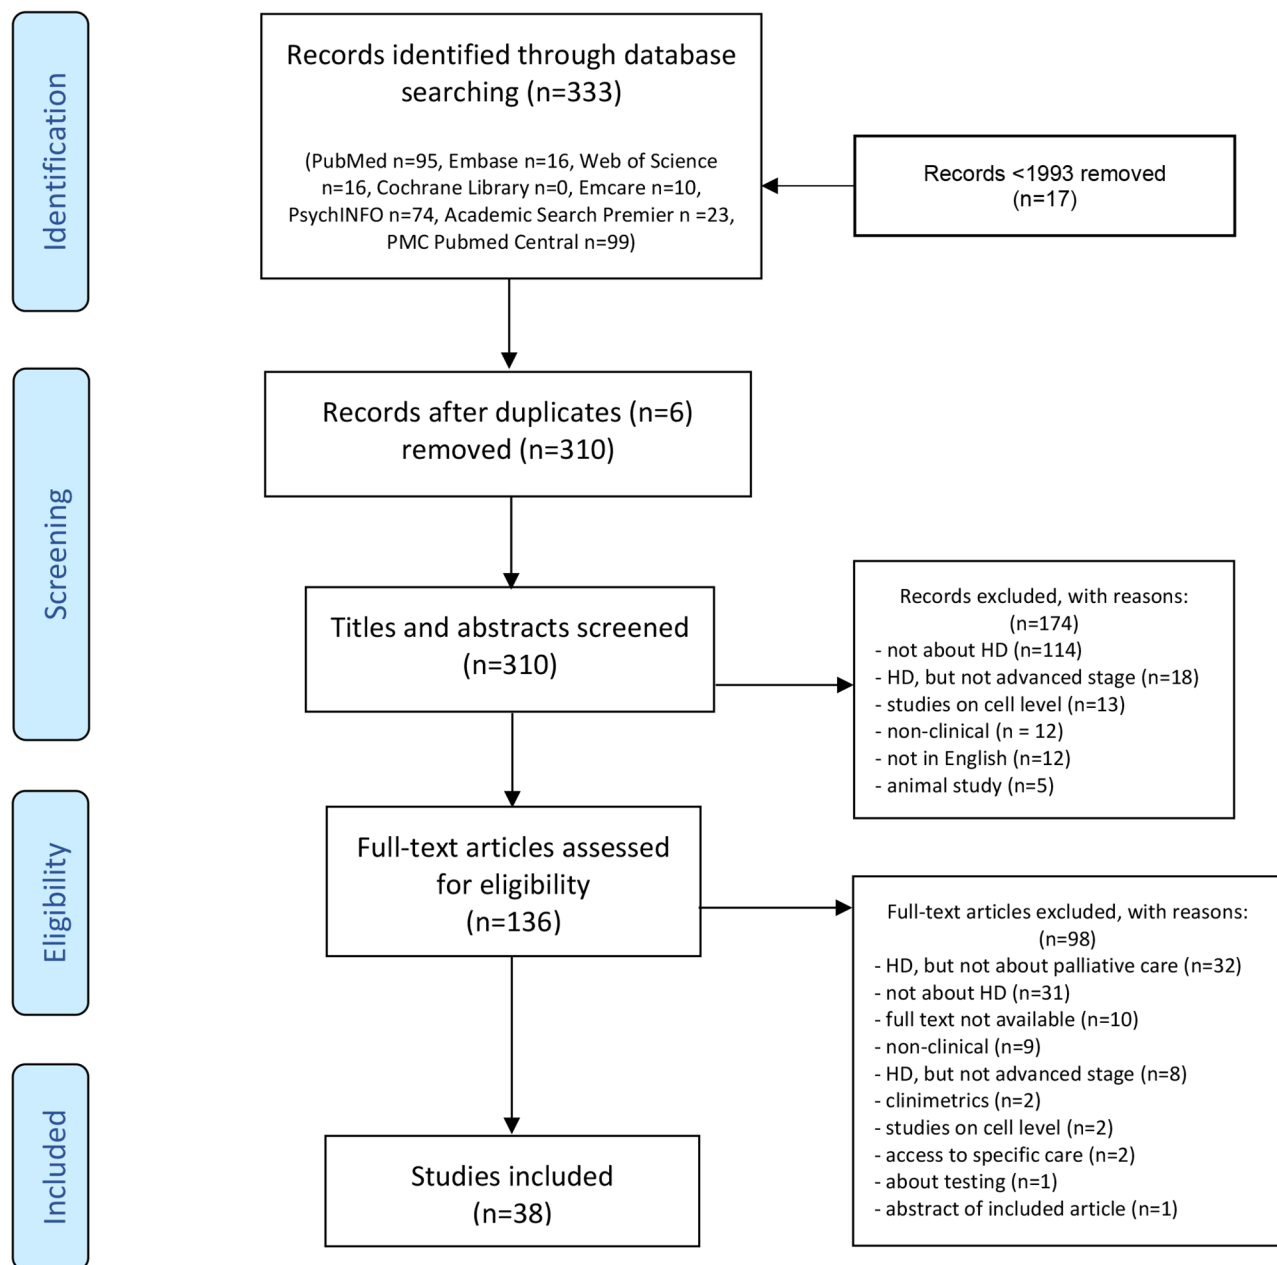 Identification
Records identified through database
searching (n=333)
(PubMed n=95, Embase n=16, Web of Science
n=16, Cochrane Library n=0, Emcare n=10,
PsychINFO n=74, Academic Search Premier n =23,
PMC Pubmed Central n=99)
Records <1993 removed
(n=17)
Screening
Records after duplicates (n=6)
removed (n=310)
Titles and abstracts screened
(n=310)
Records excluded, with reasons:
(n=174)
- not about HD (n=114)
- HD, but not advanced stage (n=18)
- studies on cell level (n=13)
- non-clinical (n = 12)
- not in English (n=12)
- animal study (n=5)
Eligibility
Full-text articles assessed
for eligibility
(n=136)
Full-text articles excluded, with reasons:
(n=98)
- HD, but not about palliative care (n=32)
- not about HD (n=31)
- full text not available (n=10)
- non-clinical (n=9)
- HD, but not advanced stage (n=8)
- clinimetrics (n=2)
- studies on cell level (n=2)
- access to specific care (n=2)
- about testing (n=1)
- abstract of included article (n=1)
Included
Studies included
(n=38)